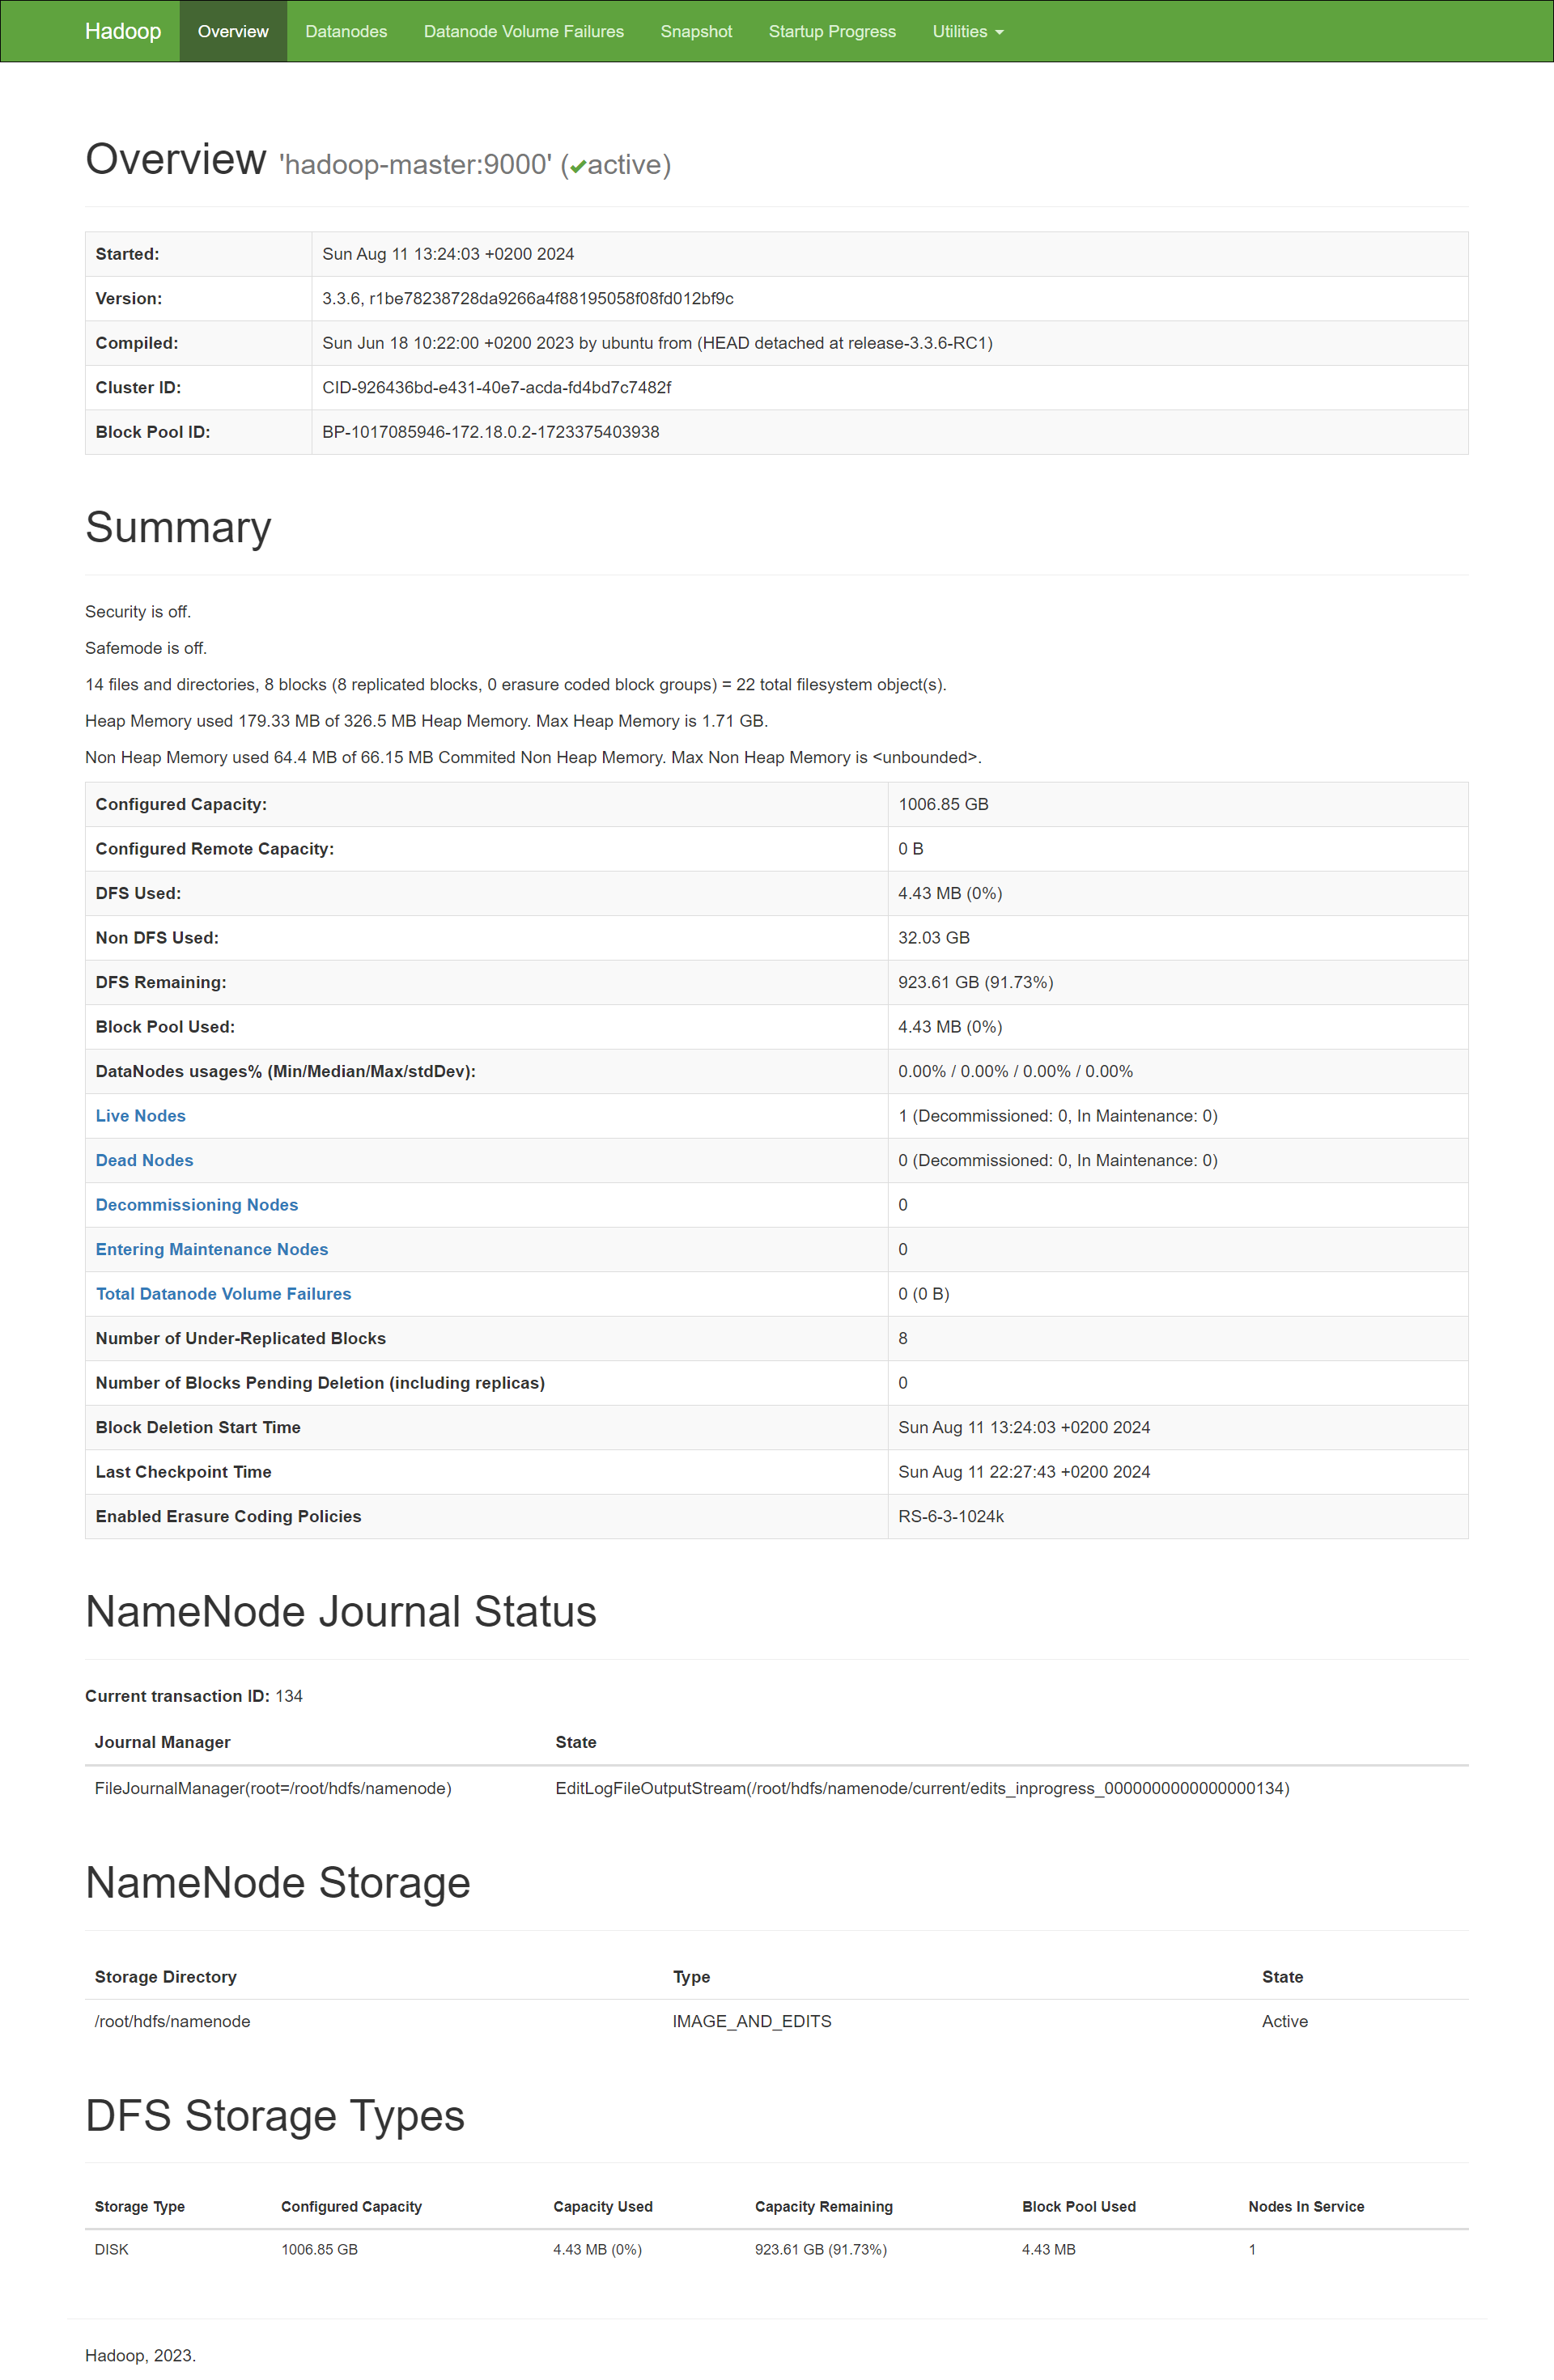 Hadoop Overview Datanodes Datanode Volume Failures Snapshot Startup Progress Utilities
Overview 'hadoop-master:9000' (✔active)
Started: Sun Aug 11 13:24:03 +0200 2024
Version: 3.3.6, r1be78238728da9266a4f88195058f08fd012bf9c
Compiled: Sun Jun 18 10:22:00 +0200 2023 by ubuntu from (HEAD detached at release-3.3.6-RC1)
Cluster ID: CID-926436bd-e431-40e7-acda-fd4bd7c7482f
Block Pool ID: BP-1017085946-172.18.0.2-1723375403938
Summary
Security is off.
Safemode is off.
14 files and directories, 8 blocks (8 replicated blocks, 0 erasure coded block groups) = 22 total filesystem object(s).
Heap Memory used 179.33 MB of 326.5 MB Heap Memory. Max Heap Memory is 1.71 GB.
Non Heap Memory used 64.4 MB of 66.15 MB Commited Non Heap Memory. Max Non Heap Memory is <unbounded>.
Configured Capacity: 1006.85 GB
Configured Remote Capacity: 0 B
DFS Used: 4.43 MB (0%)
Non DFS Used: 32.03 GB
DFS Remaining: 923.61 GB (91.73%)
Block Pool Used: 4.43 MB (0%)
DataNodes usages% (Min/Median/Max/stdDev): 0.00% / 0.00% / 0.00% / 0.00%
Live Nodes 1 (Decommissioned: 0, In Maintenance: 0)
Dead Nodes 0 (Decommissioned: 0, In Maintenance: 0)
Decommissioning Nodes 0
Entering Maintenance Nodes 0
Total Datanode Volume Failures 0 (0 B)
Number of Under-Replicated Blocks 8
Number of Blocks Pending Deletion (including replicas) 0
Block Deletion Start Time Sun Aug 11 13:24:03 +0200 2024
Last Checkpoint Time Sun Aug 11 22:27:43 +0200 2024
Enabled Erasure Coding Policies RS-6-3-1024k
NameNode Journal Status
Current transaction ID: 134
Journal Manager State
FileJournalManager(root=/root/hdfs/namenode) EditLogFileOutputStream(/root/hdfs/namenode/current/edits_inprogress_0000000000000000134)
NameNode Storage
Storage Directory Type State
/root/hdfs/namenode IMAGE_AND_EDITS Active
DFS Storage Types
Storage Type Configured Capacity Capacity Used Capacity Remaining Block Pool Used Nodes In Service
DISK 1006.85 GB 4.43 MB (0%) 923.61 GB (91.73%) 4.43 MB 1
Hadoop, 2023.